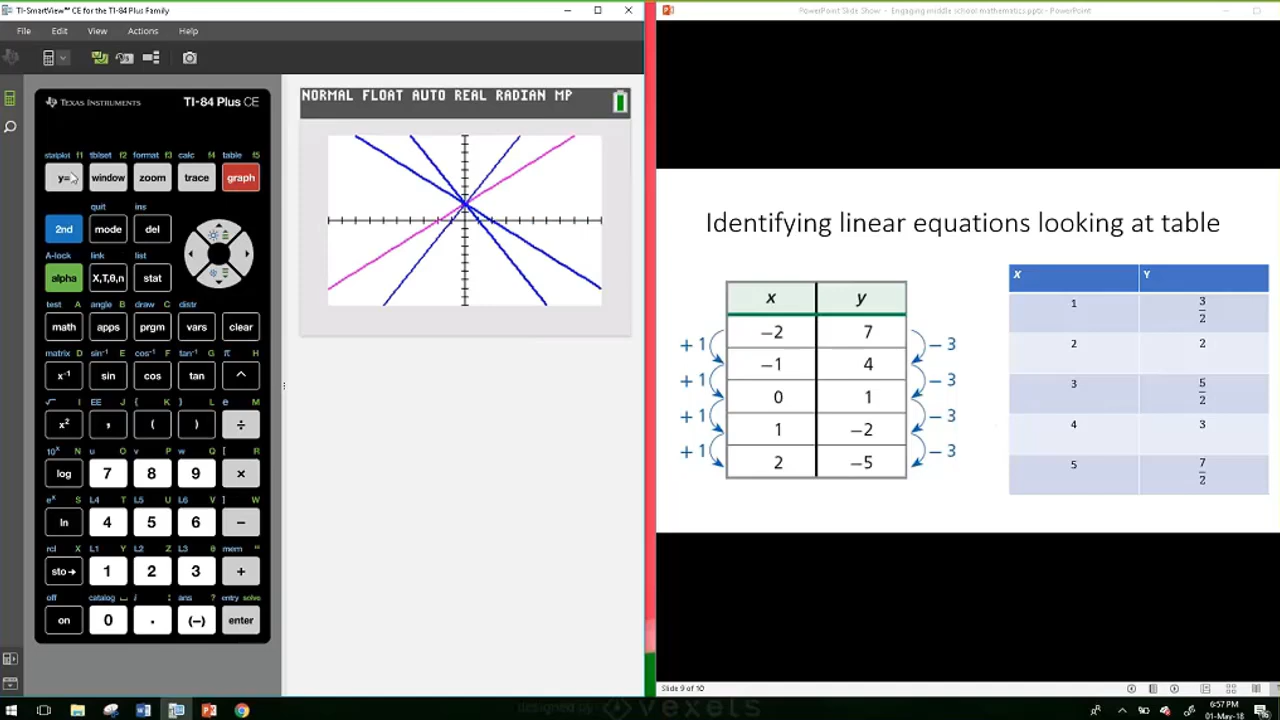 TI-SmartView™ CE for the TI-84 Plus Family
File Edit View Actions Help
TEXAS INSTRUMENTS TI-84 Plus CE
statplot f1 tblset f2 format f3 calc f4 table f5
y= window zoom trace graph
quit ins
2nd mode del
A-lock link list
alpha X,T,θ,n stat
test A angle B draw C distr
math apps prgm vars clear
matrix D sin⁻¹ E cos⁻¹ F tan⁻¹ G π H
x⁻¹ sin cos tan ^
√ I EE J { K } L e M
x² , ( ) ÷
10ˣ N u O v P w Q [ R
log 7 8 9 ×
eˣ S L4 T L5 U L6 V ] W
ln 4 5 6 −
rcl X L1 Y L2 Z L3 θ mem "
sto→ 1 2 3 +
off catalog i : ans ? entry solve
on 0 . (−) enter
NORMAL FLOAT AUTO REAL RADIAN MP
PowerPoint Slide Show - Engaging middle school mathematics.pptx - PowerPoint
Identifying linear equations looking at table
x y
−2 7
+ 1 − 3
−1 4
+ 1 − 3
0 1
+ 1 − 3
1 −2
+ 1 − 3
2 −5
X Y
1 3/2
2 2
3 5/2
4 3
5 7/2
Slide 9 of 10
designed by vexels
6:57 PM
01-May-18